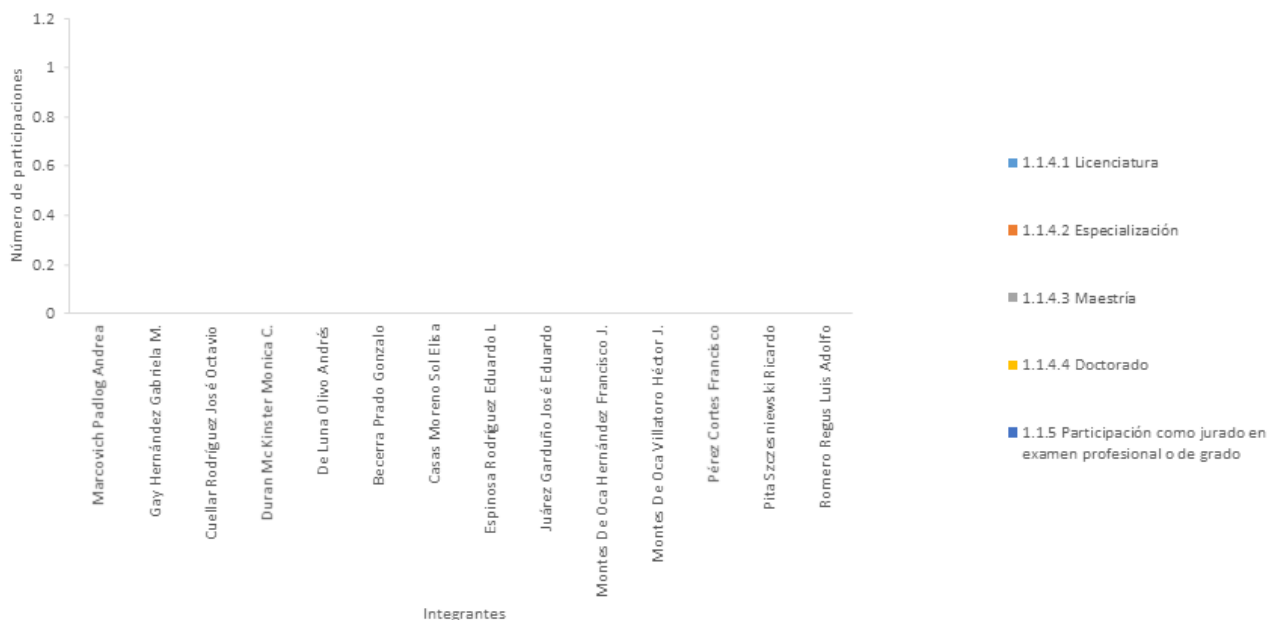 1.2
1
0.8
0.6
0.4
0.2
0
Número de participaciones
Marcovich Padlog Andrea
Gay Hernández Gabriela M.
Cuellar Rodríguez José Octavio
Duran Mc Kinster Monica C.
De Luna Olivo Andrés
Becerra Prado Gonzalo
Casas Moreno Sol Elisa
Espinosa Rodríguez Eduardo L
Juárez Garduño José Eduardo
Montes De Oca Hernández Francisco J.
Montes De Oca Villatoro Héctor J.
Pérez Cortes Francisco
Pita Szczesniewski Ricardo
Romero Regus Luis Adolfo
Integrantes
1.1.4.1 Licenciatura
1.1.4.2 Especialización
1.1.4.3 Maestría
1.1.4.4 Doctorado
1.1.5 Participación como jurado en
examen profesional o de grado